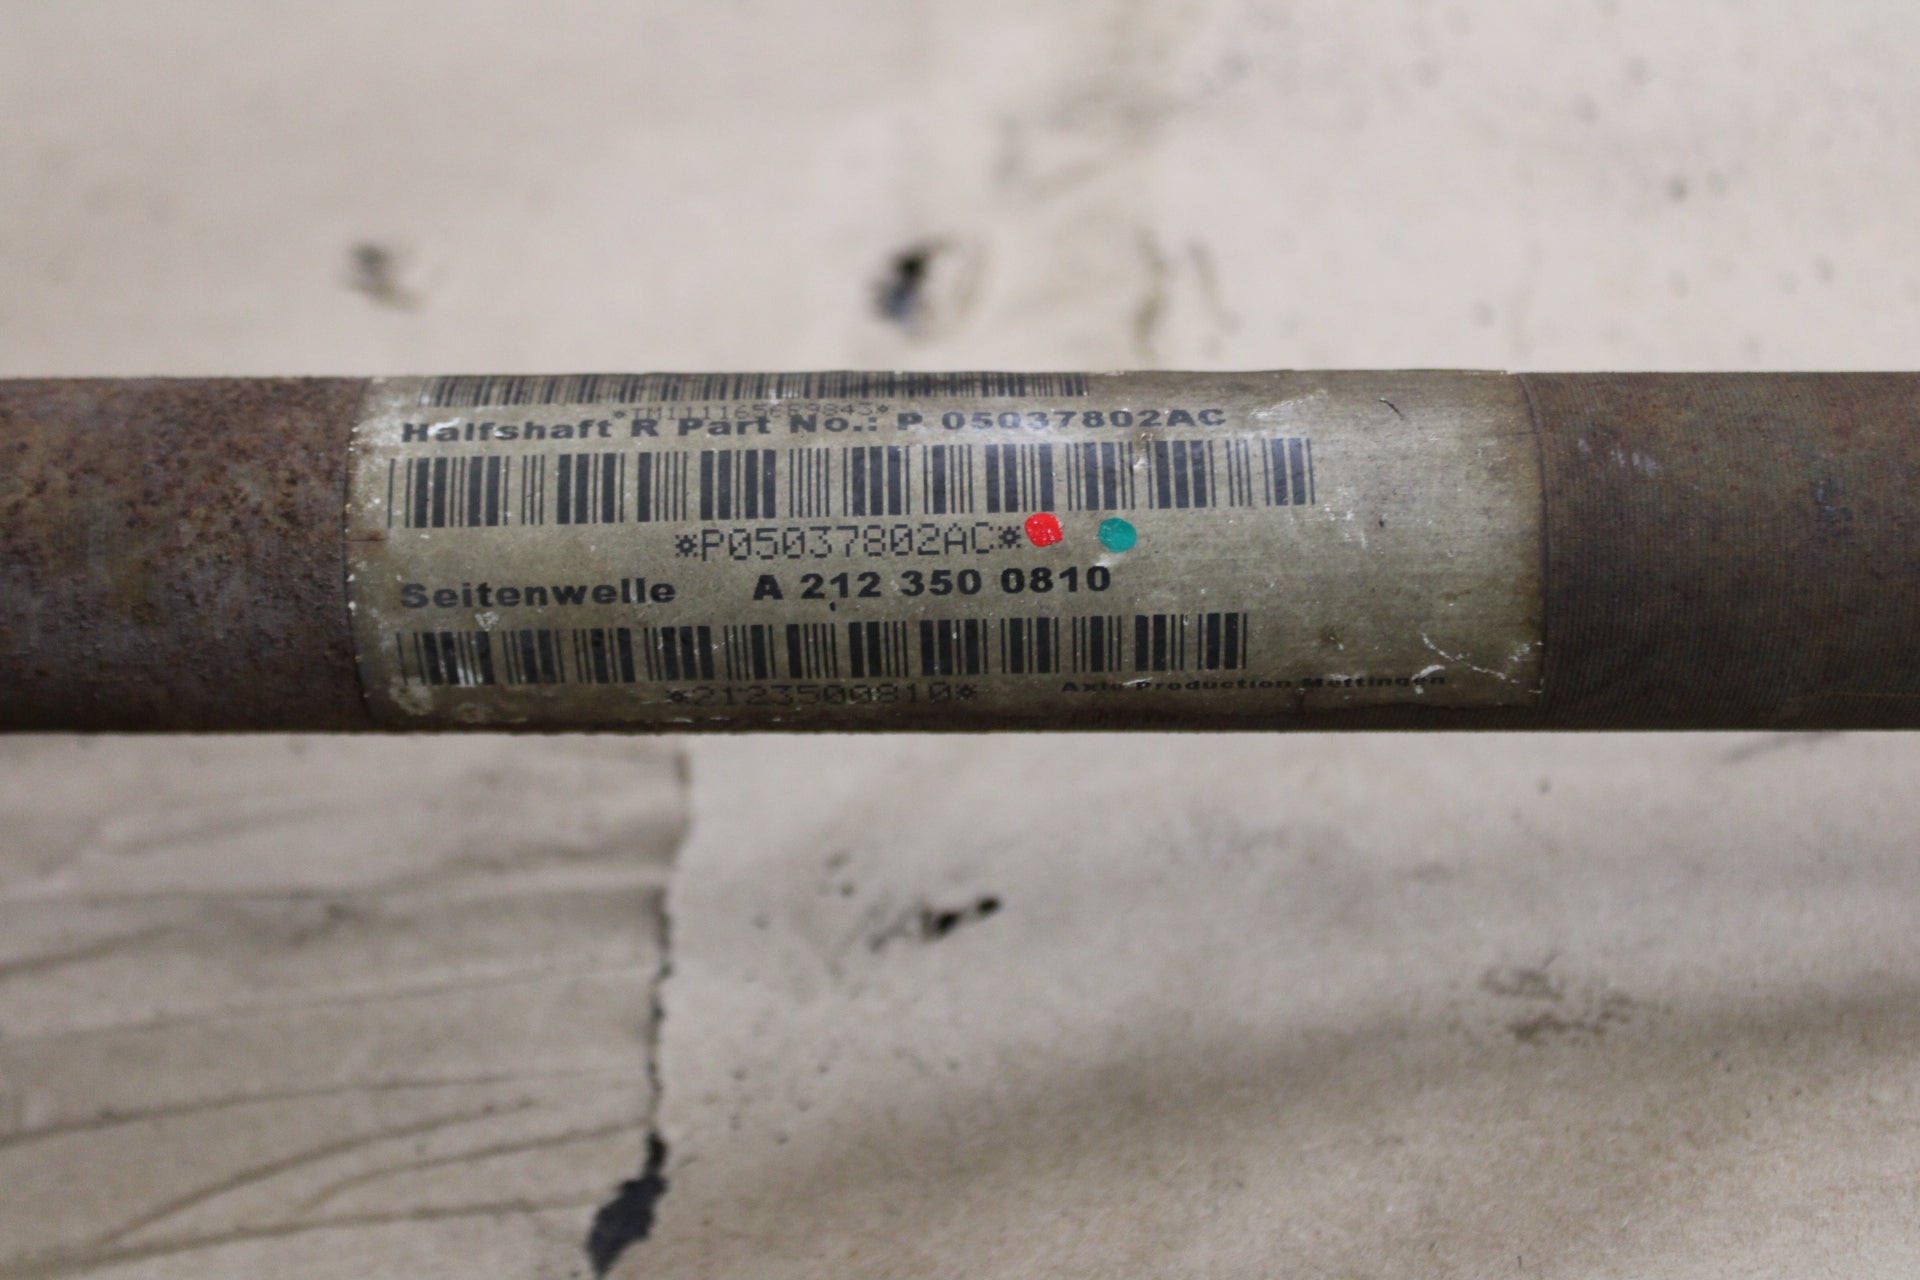 Halfshaft R Part No.: P 05037802AC
*P05037802AC*
Seitenwelle A 212 350 0810
*2123500810*
Axle Production Mettingen